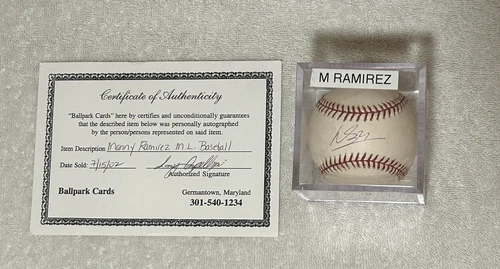 Certificate of Authenticity
"Ballpark Cards" here by certifies and unconditionally guarantees
that the described item below was personally autographed
by the person/persons represented on said item.
Item Description Manny Ramirez M.L. Baseball
Date Sold: 7/15/02
Authorized Signature
Ballpark Cards
Germantown, Maryland
301-540-1234
M RAMIREZ